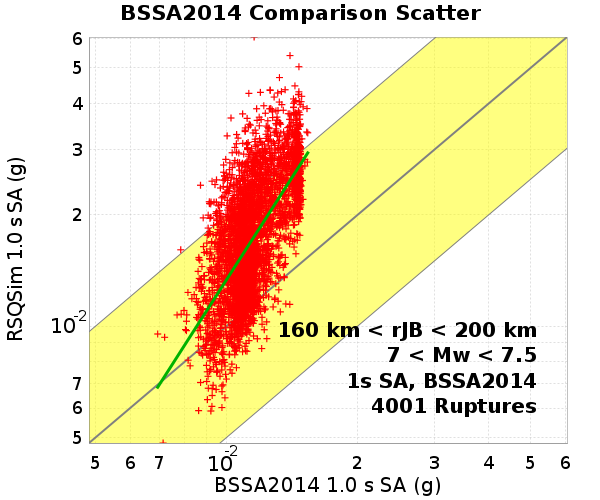 BSSA2014 Comparison Scatter
RSQSim 1.0 s SA (g)
6
5
4
3
2
10-2
7
6
5
160 km < rJB < 200 km
7 < Mw < 7.5
1s SA, BSSA2014
4001 Ruptures
5 6 7 10-2 2 3 4 5 6
BSSA2014 1.0 s SA (g)